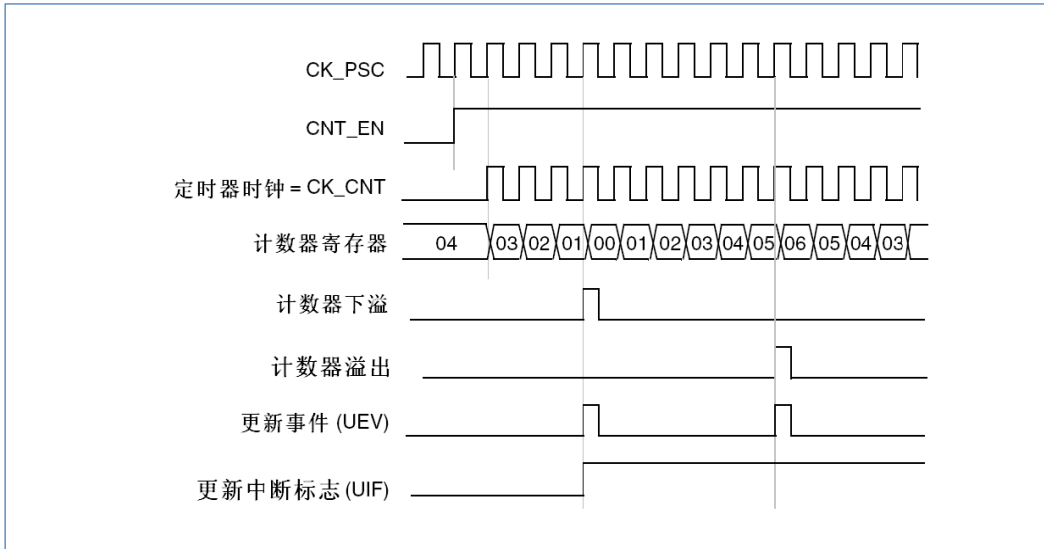 CK_PSC
CNT_EN
定时器时钟 = CK_CNT
计数器寄存器 04 03 02 01 00 01 02 03 04 05 06 05 04 03
计数器下溢
计数器溢出
更新事件 (UEV)
更新中断标志 (UIF)